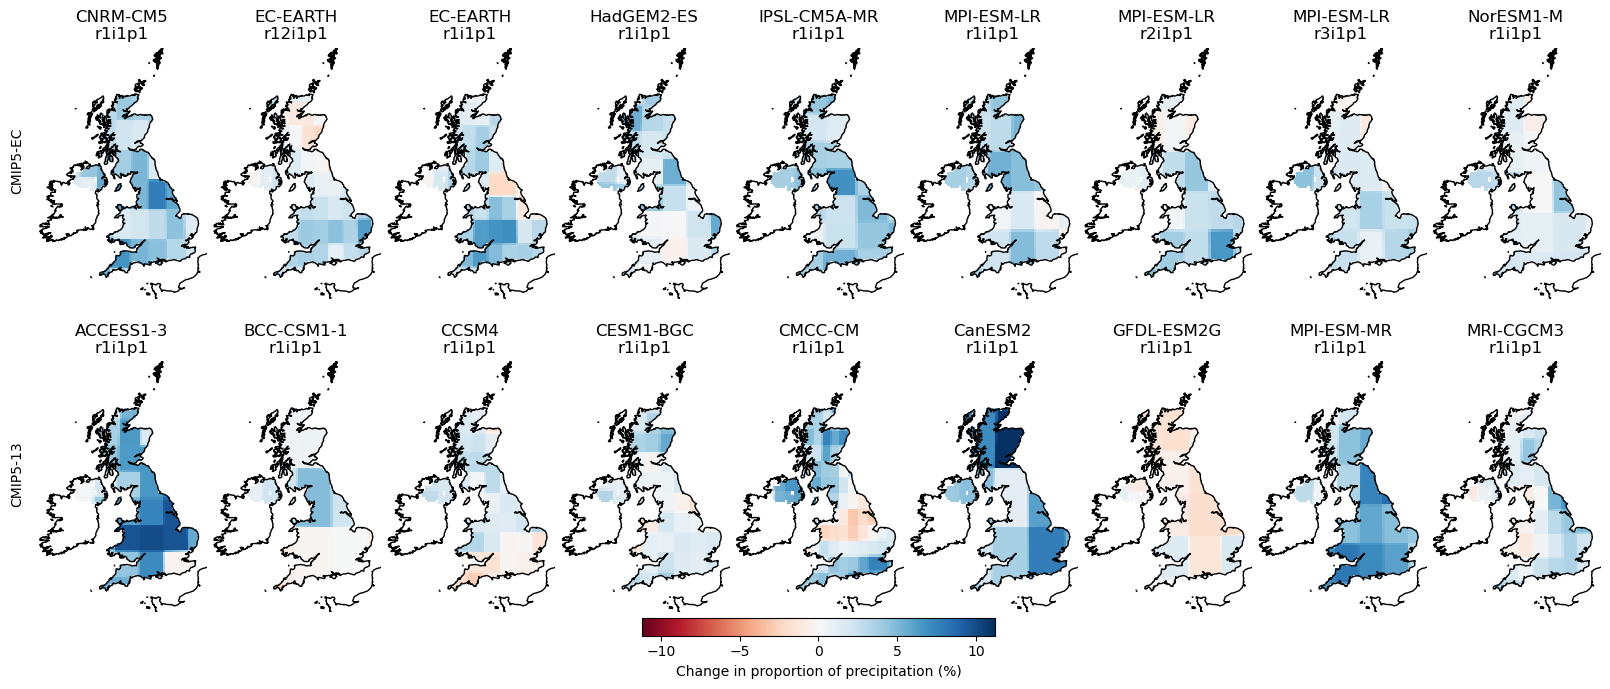 CNRM-CM5 EC-EARTH EC-EARTH HadGEM2-ES IPSL-CM5A-MR MPI-ESM-LR MPI-ESM-LR MPI-ESM-LR NorESM1-M
r1i1p1 r12i1p1 r1i1p1 r1i1p1 r1i1p1 r1i1p1 r2i1p1 r3i1p1 r1i1p1
CMIP5-EC
ACCESS1-3 BCC-CSM1-1 CCSM4 CESM1-BGC CMCC-CM CanESM2 GFDL-ESM2G MPI-ESM-MR MRI-CGCM3
r1i1p1 r1i1p1 r1i1p1 r1i1p1 r1i1p1 r1i1p1 r1i1p1 r1i1p1 r1i1p1
CMIP5-13
−10 −5 0 5 10
Change in proportion of precipitation (%)